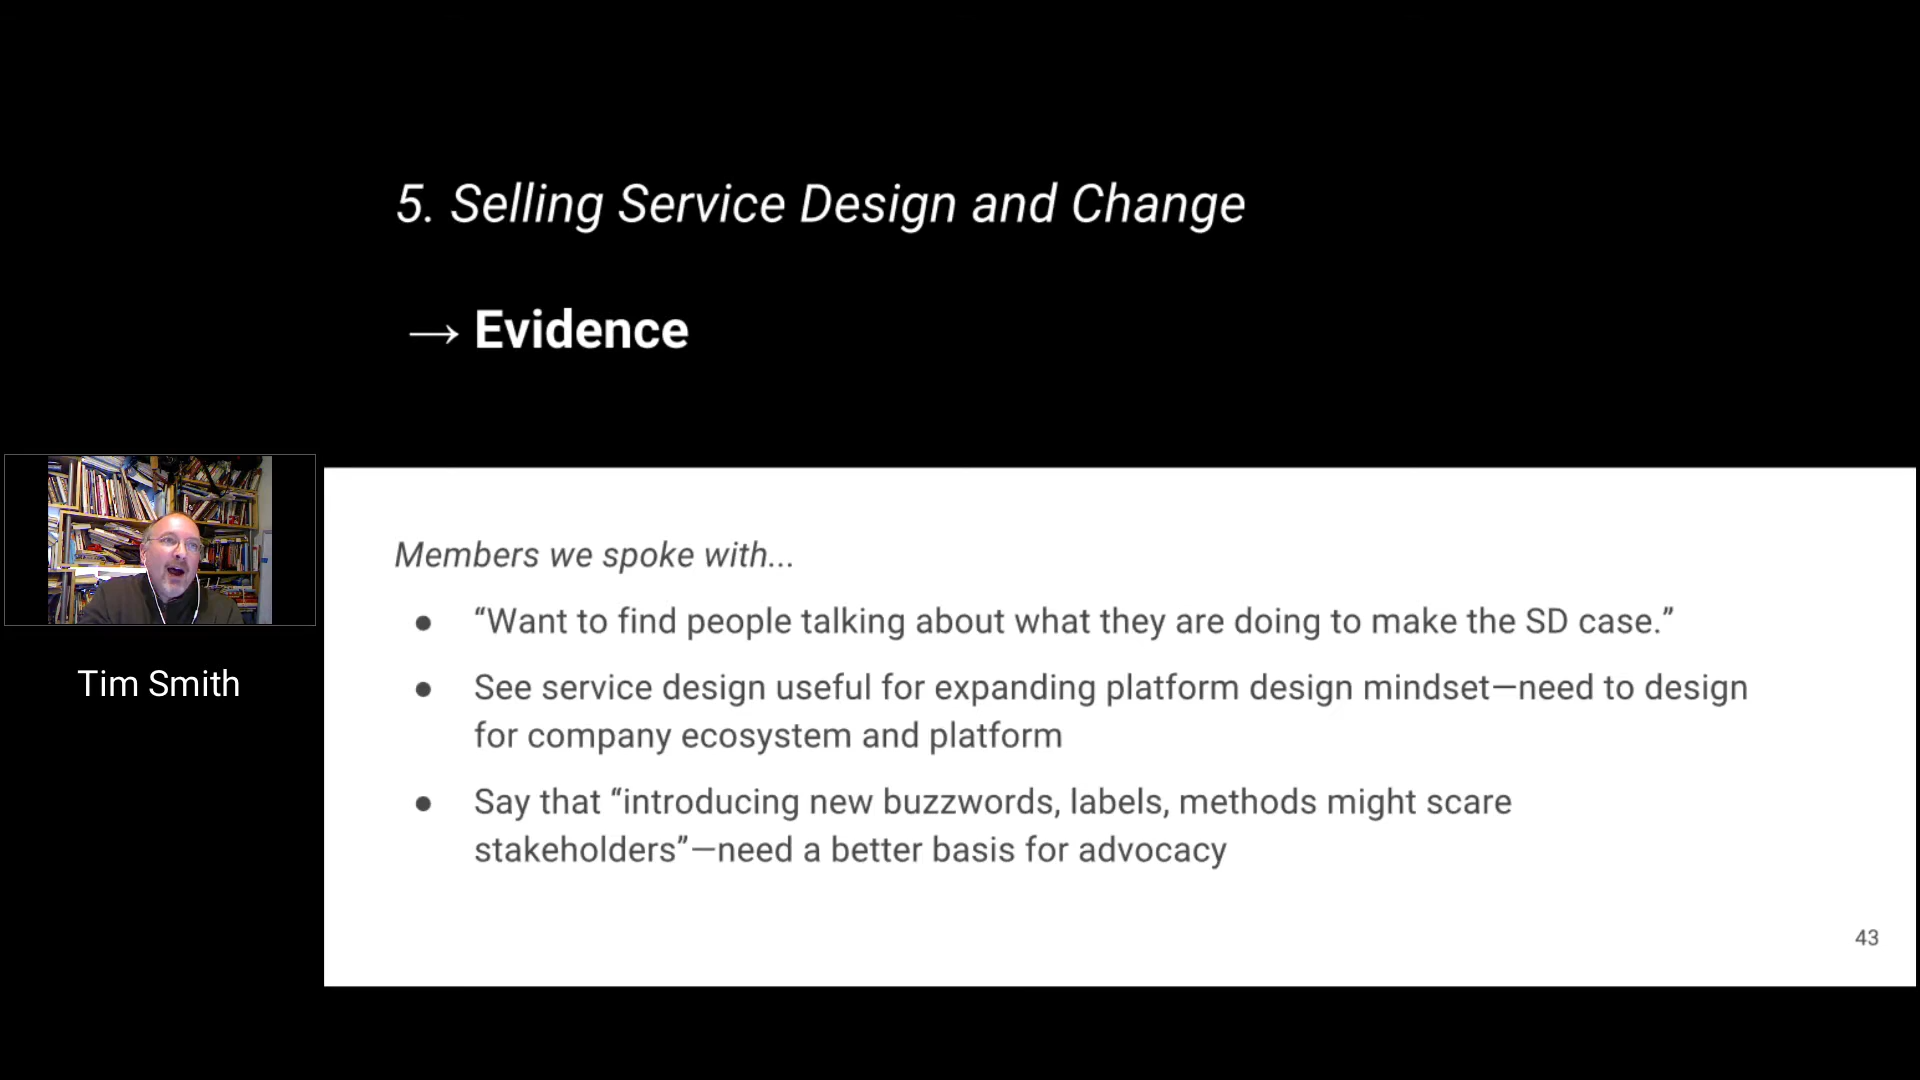 5. Selling Service Design and Change
→ Evidence
Tim Smith
Members we spoke with...
● “Want to find people talking about what they are doing to make the SD case.”
● See service design useful for expanding platform design mindset—need to design
for company ecosystem and platform
● Say that “introducing new buzzwords, labels, methods might scare
stakeholders”—need a better basis for advocacy
43